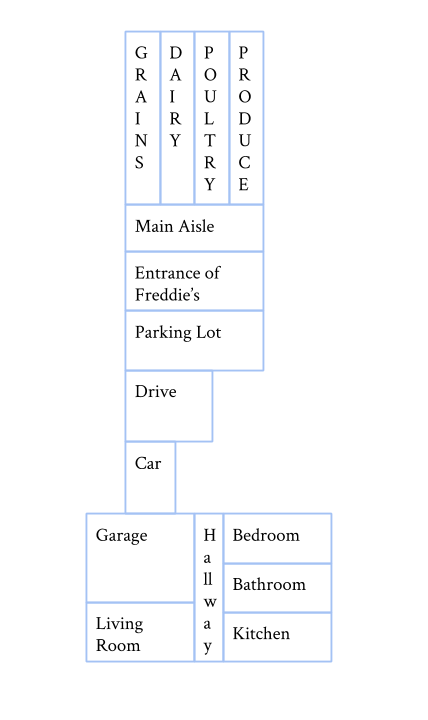 GRAINS
DAIRY
POULTRY
PRODUCE
Main Aisle
Entrance of
Freddie’s
Parking Lot
Drive
Car
Garage
Hallway
Bedroom
Bathroom
Living
Room
Kitchen